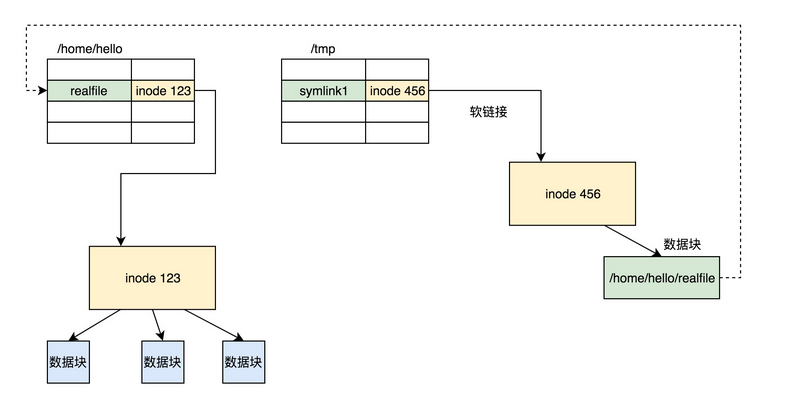 /home/hello
/tmp
realfile
inode 123
symlink1
inode 456
软链接
inode 456
数据块
/home/hello/realfile
inode 123
数据块
数据块
数据块